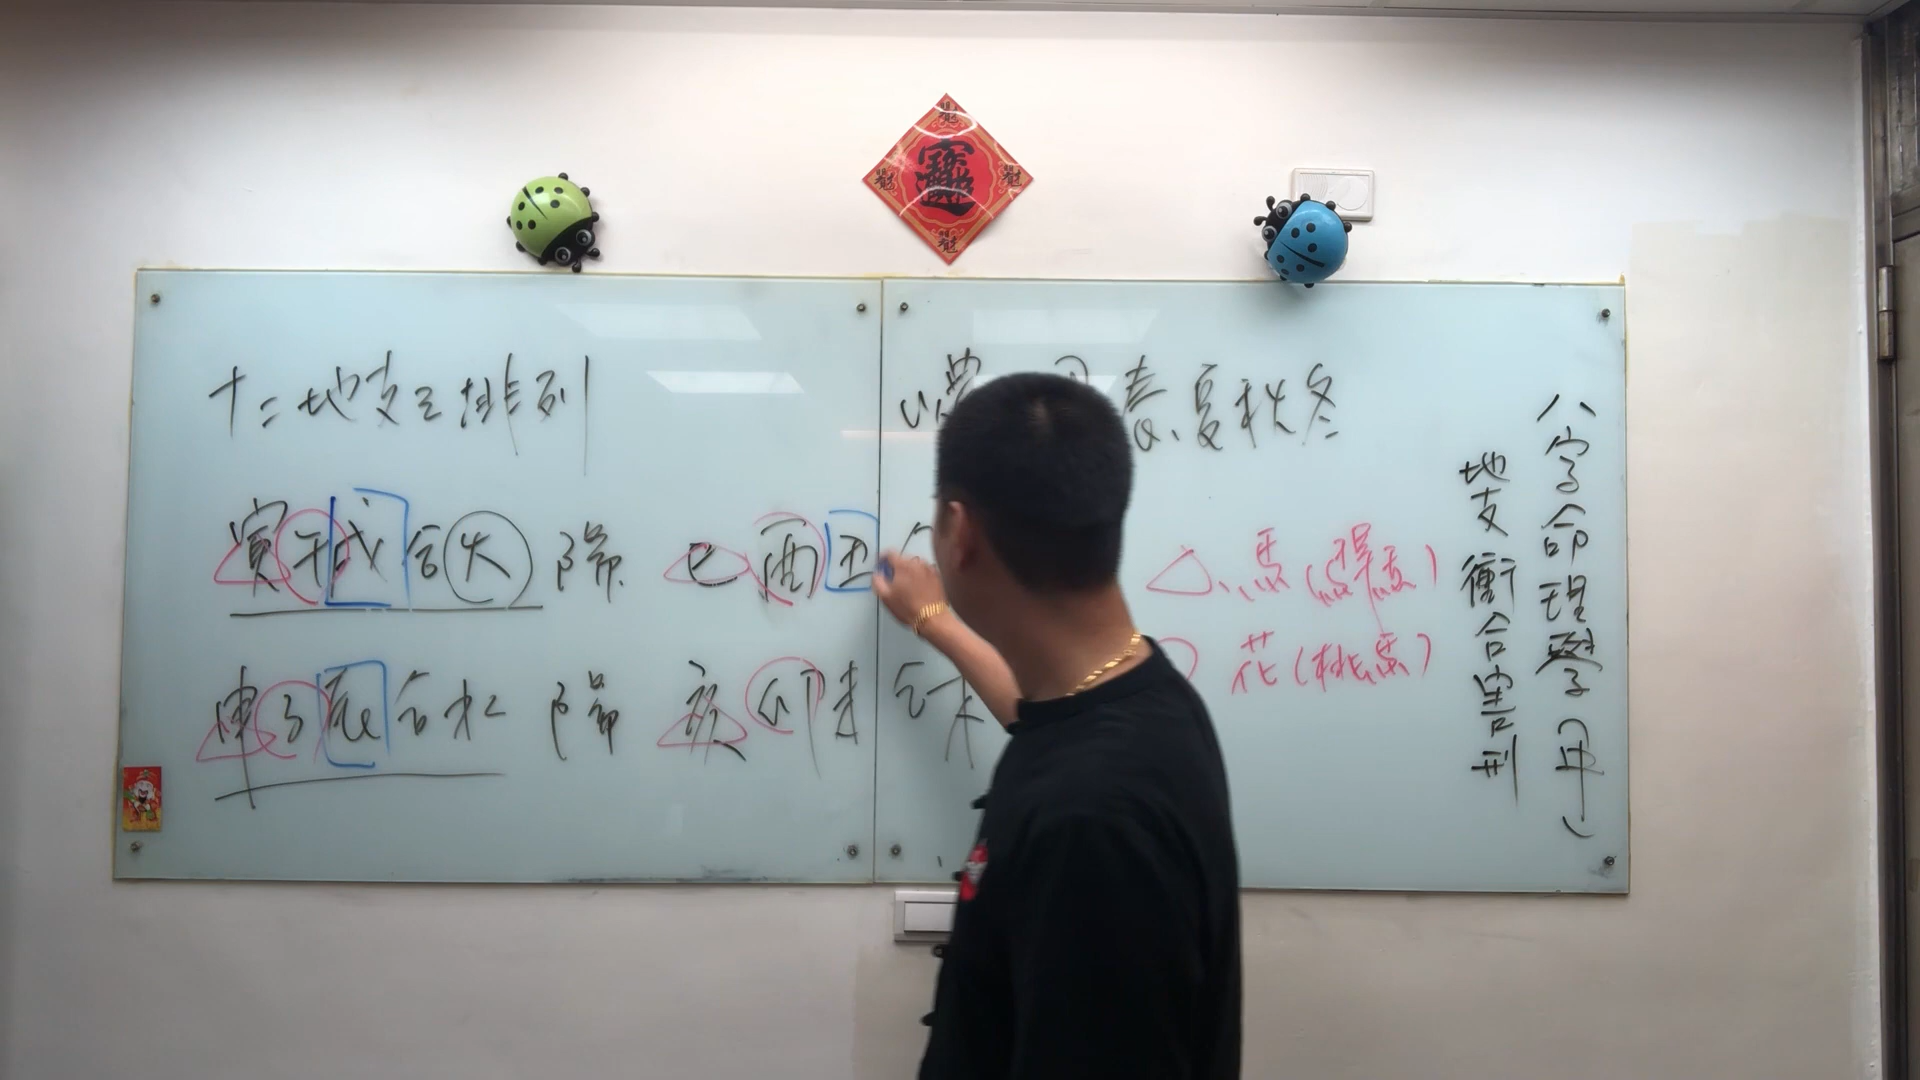 十二地支之排列
寅午戌合火 陽 巳酉丑
申子辰合水 陽 亥卯未 合木
春夏秋冬
馬(驛馬)
花(桃
八字命理學(
地支衝合害刑